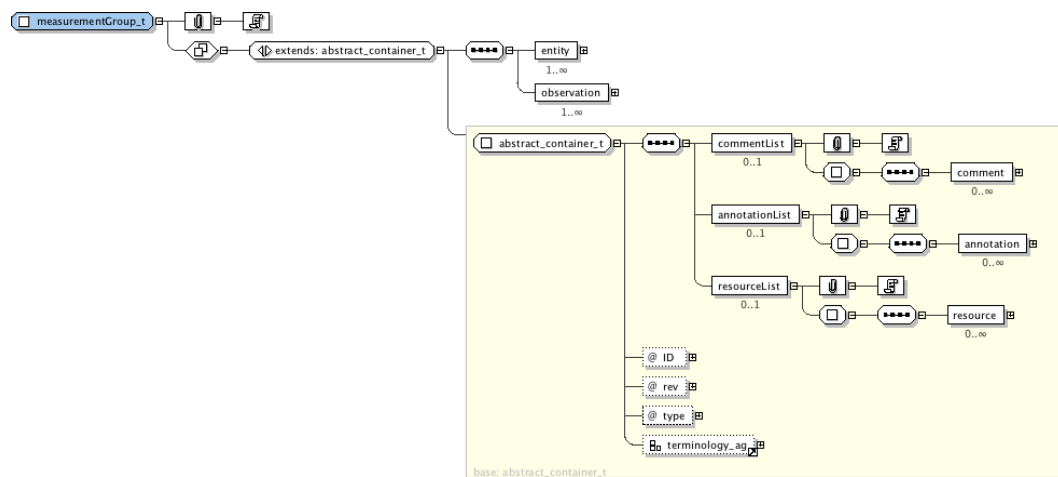 measurementGroup_t
extends: abstract_container_t
entity
1..∞
observation
1..∞
abstract_container_t
commentList
0..1
comment
0..∞
annotationList
0..1
annotation
0..∞
resourceList
0..1
resource
0..∞
@ ID
@ rev
@ type
terminology_ag
base: abstract_container_t